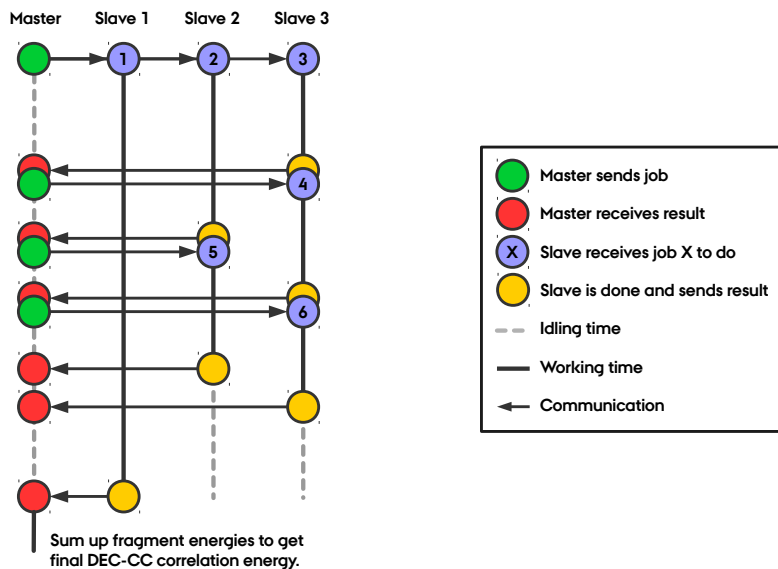 Master Slave 1 Slave 2 Slave 3
1 2 3
4
5
6
Sum up fragment energies to get
final DEC-CC correlation energy.
Master sends job
Master receives result
X Slave receives job X to do
Slave is done and sends result
Idling time
Working time
Communication